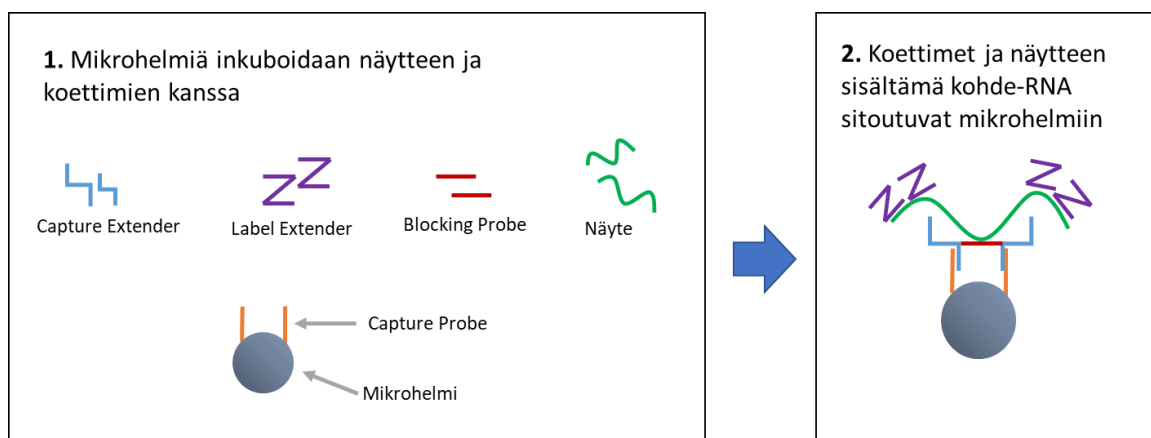 1. Mikrohelmiä inkuboidaan näytteen ja
koettimien kanssa
Capture Extender
Label Extender
Blocking Probe
Näyte
Capture Probe
Mikrohelmi
2. Koettimet ja näytteen
sisältämä kohde-RNA
sitoutuvat mikrohelmiin